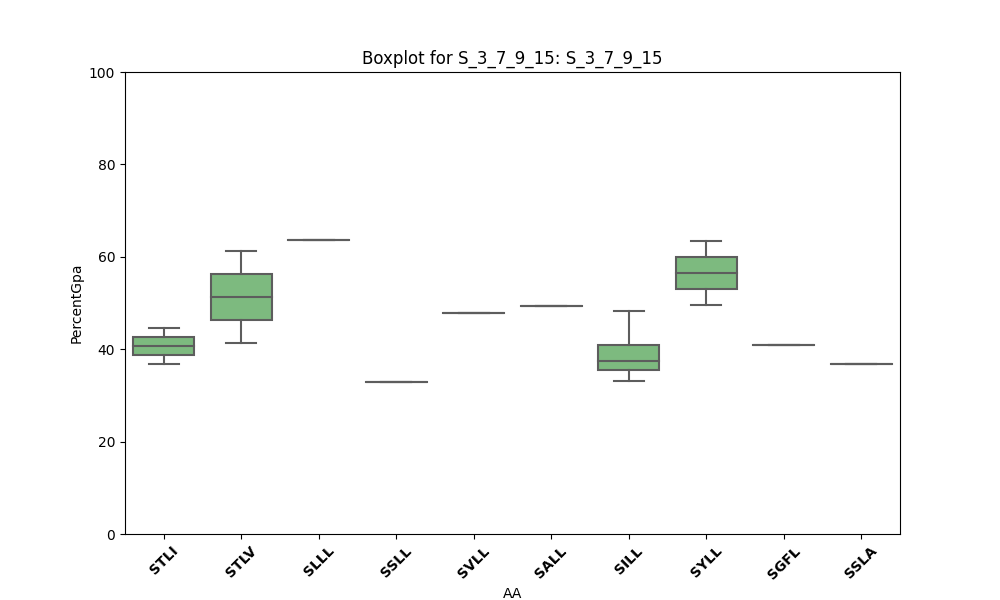 Boxplot for S_3_7_9_15: S_3_7_9_15
100
80
60
40
20
0
PercentGpa
STLI
STLV
SLLL
SSLL
SVLL
SALL
SILL
SYLL
SGFL
SSLA
AA